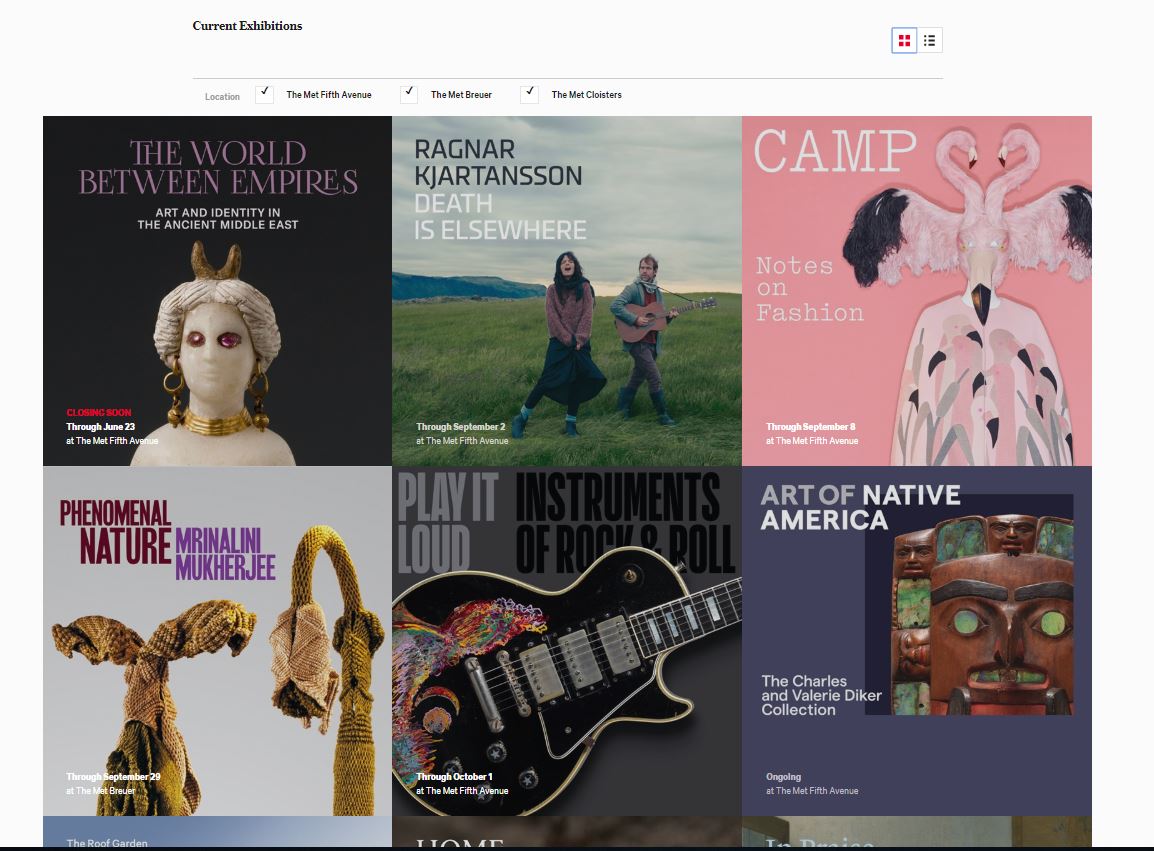 Current Exhibitions
Location
The Met Fifth Avenue
The Met Breuer
The Met Cloisters
THE WORLD
BETWEEN EMPIRES
ART AND IDENTITY IN
THE ANCIENT MIDDLE EAST
CLOSING SOON
Through June 23
at The Met Fifth Avenue
RAGNAR
KJARTANSSON
DEATH
IS ELSEWHERE
Through September 2
at The Met Fifth Avenue
CAMP
Notes
on
Fashion
Through September 8
at The Met Fifth Avenue
PHENOMENAL
NATURE
MRINALINI
MUKHERJEE
Through September 29
at The Met Breuer
PLAY IT
LOUD
INSTRUMENTS
OF ROCK & ROLL
Through October 1
at The Met Fifth Avenue
ART OF NATIVE
AMERICA
The Charles
and Valerie Diker
Collection
Ongoing
at The Met Fifth Avenue
The Roof Garden
HOME
In Praise